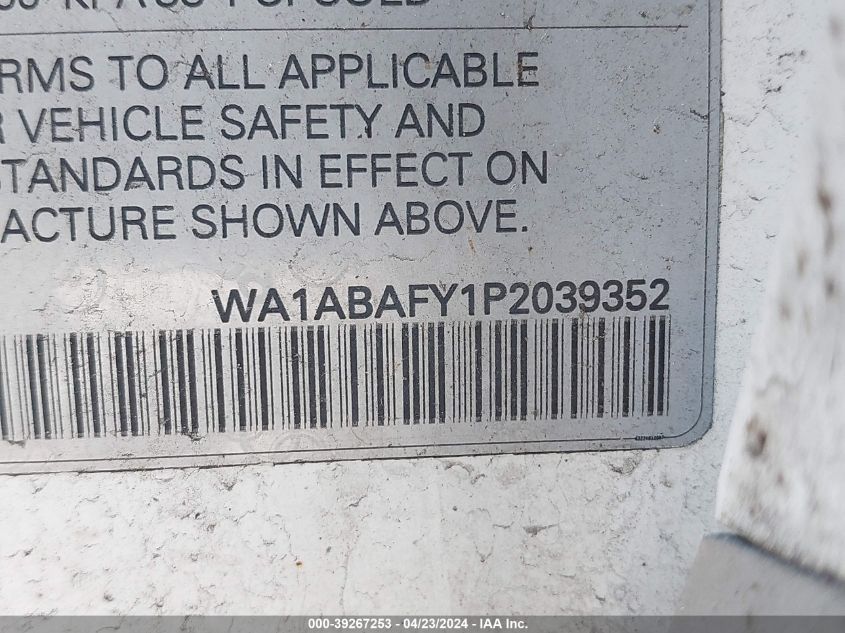 RMS TO ALL APPLICABLE
VEHICLE SAFETY AND
STANDARDS IN EFFECT ON
ACTURE SHOWN ABOVE.
WA1ABAFY1P2039352
000-39267253 - 04/23/2024 - IAA Inc.